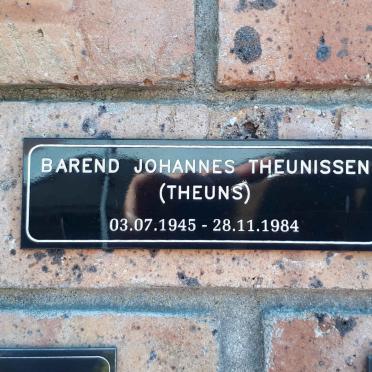 BAREND JOHANNES THEUNISSEN
(THEUNS)
03.07.1945 - 28.11.1984